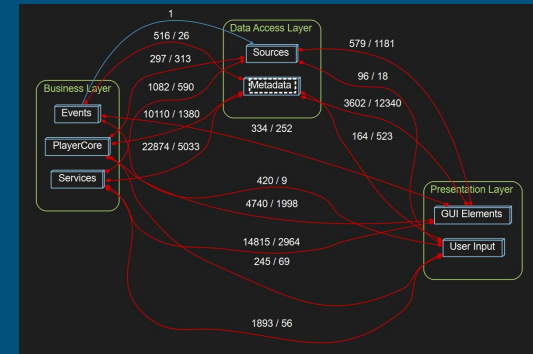 1
Data Access Layer
516 / 26
579 / 1181
Sources
297 / 313
96 / 18
1082 / 590
Metadata
Business Layer
3602 / 12340
Events
10110 / 1380
334 / 252
164 / 523
PlayerCore
22874 / 5033
Services
420 / 9
Presentation Layer
4740 / 1998
GUI Elements
14815 / 2964
User Input
245 / 69
1893 / 56